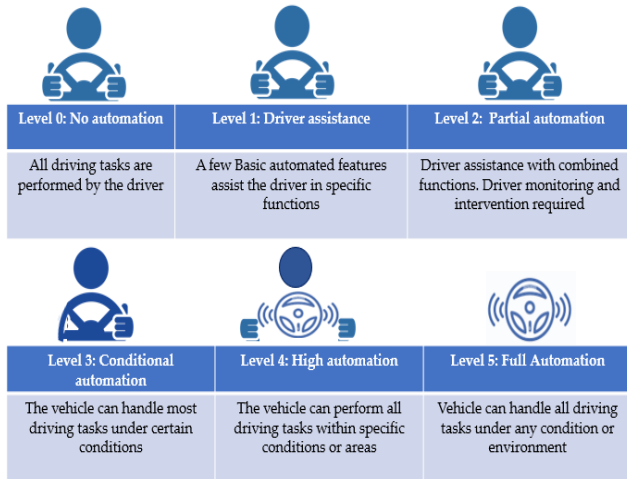 Level 0: No automation
Level 1: Driver assistance
Level 2: Partial automation
All driving tasks are
performed by the driver
A few Basic automated features
assist the driver in specific
functions
Driver assistance with combined
functions. Driver monitoring and
intervention required
Level 3: Conditional
automation
Level 4: High automation
Level 5: Full Automation
The vehicle can handle most
driving tasks under certain
conditions
The vehicle can perform all
driving tasks within specific
conditions or areas
Vehicle can handle all driving
tasks under any condition or
environment